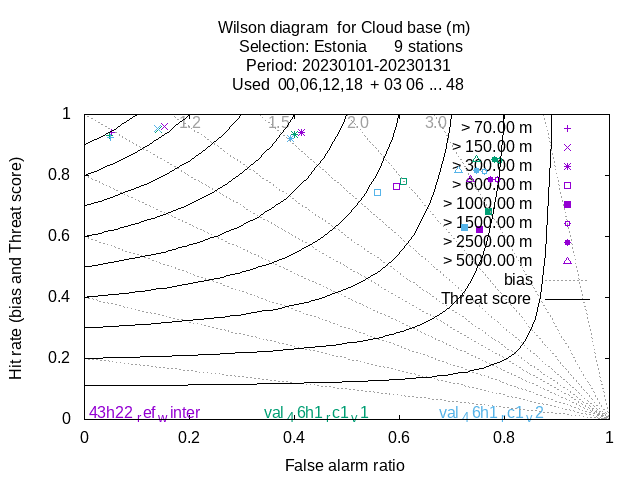 Wilson diagram for Cloud base (m)
Selection: Estonia 9 stations
Period: 20230101-20230131
Used 00,06,12,18 + 03 06 ... 48
1.2 1.5 2.0 3.0
> 70.00 m
> 150.00 m
> 300.00 m
> 600.00 m
> 1000.00 m
> 1500.00 m
> 2500.00 m
> 5000.00 m
bias
Threat score
1
0.8
0.6
0.4
0.2
0
Hit rate (bias and Threat score)
43h22_ref_winter val_46h1_rc1_v1 val_46h1_rc1_v2
0 0.2 0.4 0.6 0.8 1
False alarm ratio